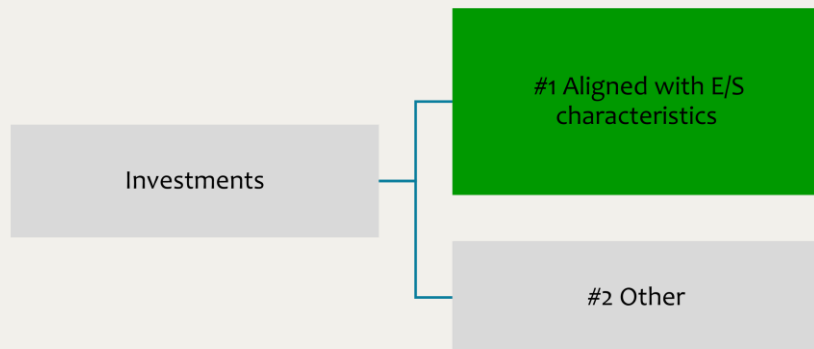 #1 Aligned with E/S
characteristics
Investments
#2 Other